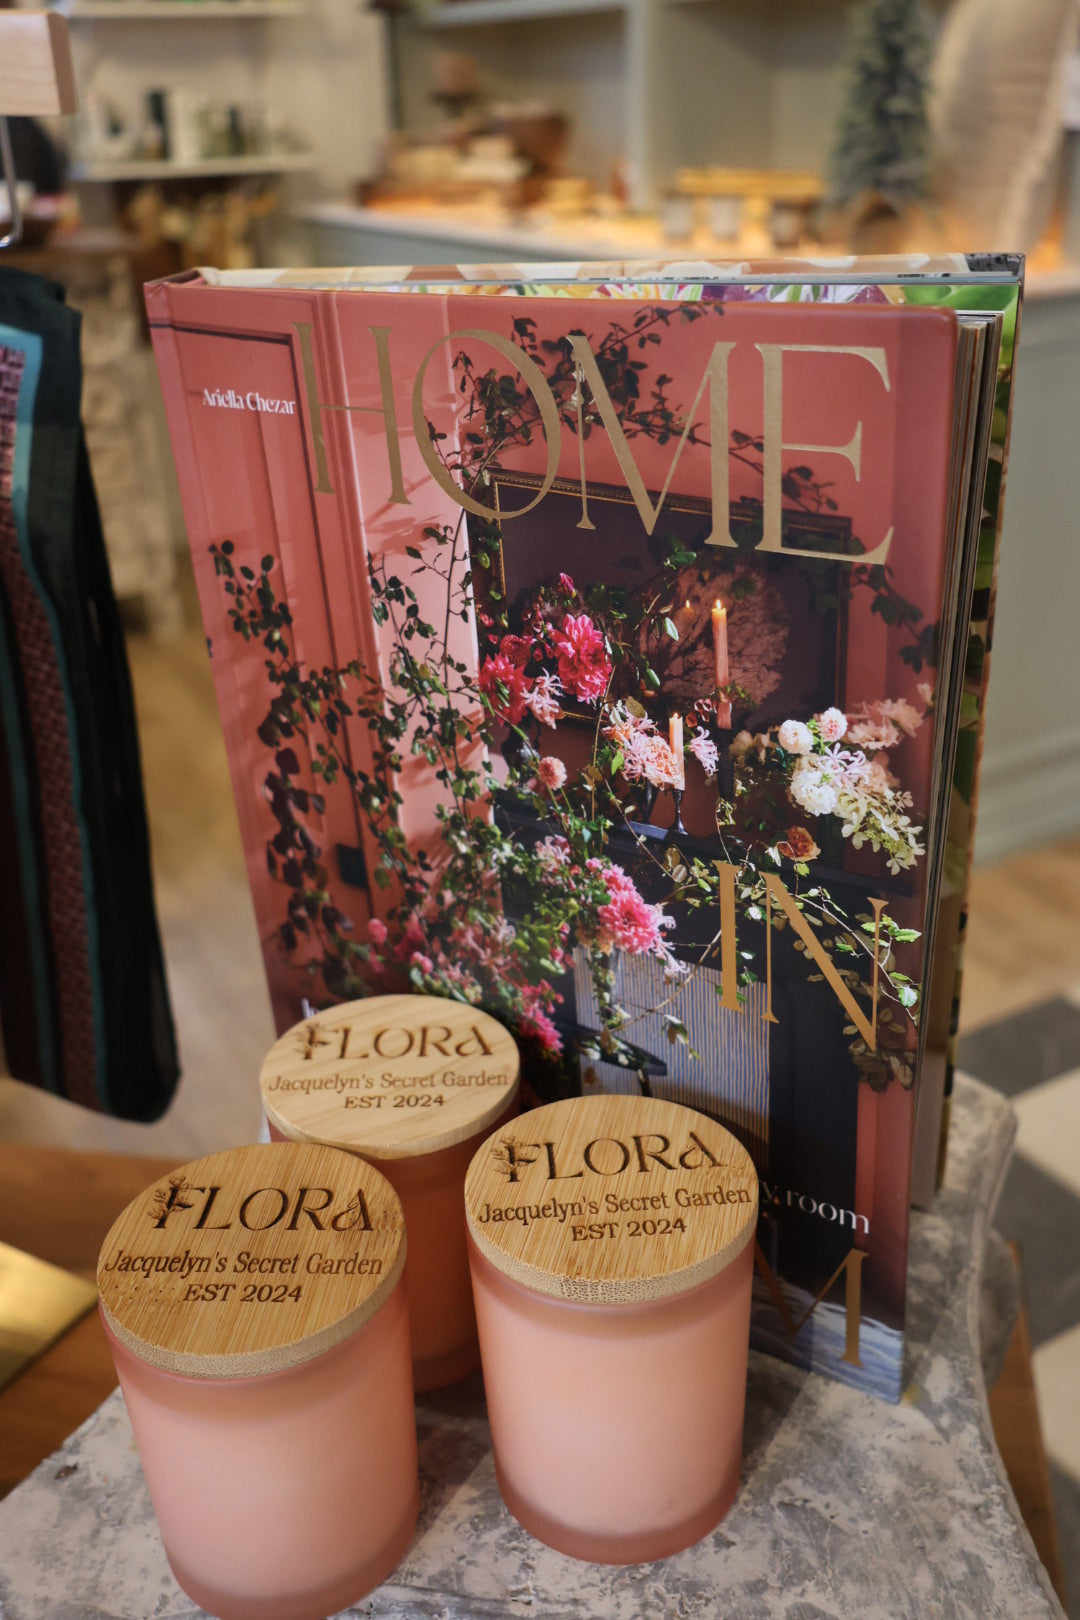 Ariella Chezar
HOME
IN
room
M
FLORA
Jacquelyn's Secret Garden
EST 2024
FLORA
Jacquelyn's Secret Garden
EST 2024
FLORA
Jacquelyn's Secret Garden
EST 2024